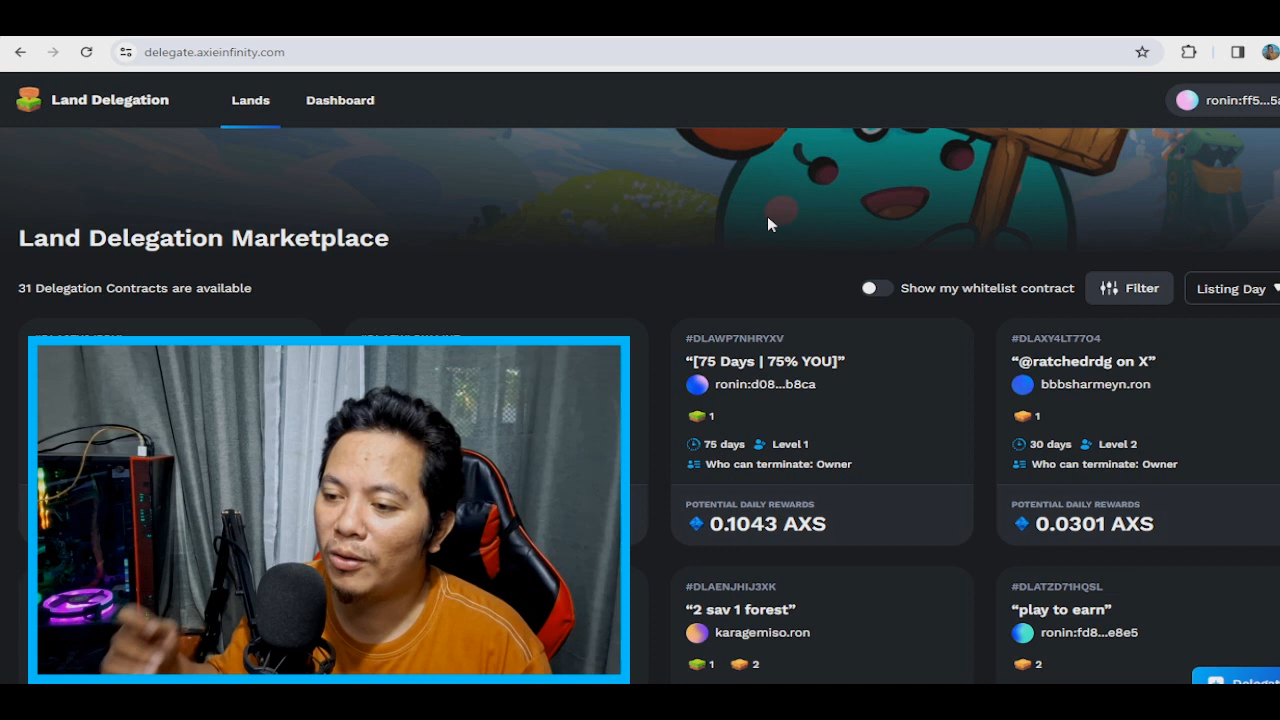 delegate.axieinfinity.com
Land Delegation
Lands
Dashboard
ronin:ff5...5a
Land Delegation Marketplace
31 Delegation Contracts are available
Show my whitelist contract
Filter
Listing Day
#DLAWP7NHRYXV
“[75 Days | 75% YOU]”
ronin:d08...b8ca
1
75 days
Level 1
Who can terminate: Owner
POTENTIAL DAILY REWARDS
0.1043 AXS
#DLAXY4LT77O4
“@ratchedrdg on X”
bbbsharmeyn.ron
1
30 days
Level 2
Who can terminate: Owner
POTENTIAL DAILY REWARDS
0.0301 AXS
#DLAENJHIJ3XK
“2 sav 1 forest”
karagemiso.ron
1 2
#DLATZD71HQSL
“play to earn”
ronin:fd8...e8e5
2